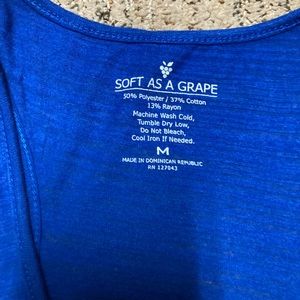 SOFT AS A GRAPE
50% Polyester / 37% Cotton
13% Rayon
Machine Wash Cold,
Tumble Dry Low,
Do Not Bleach,
Cool Iron If Needed.
M
MADE IN DOMINICAN REPUBLIC
RN 127043